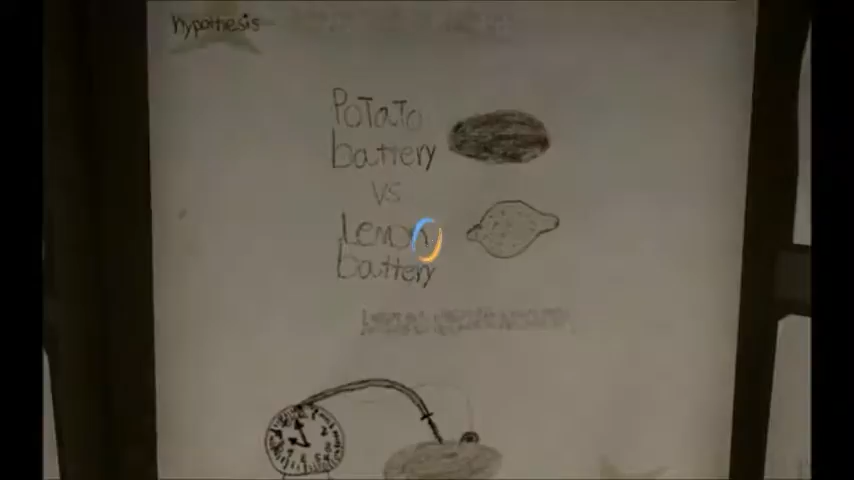 hypothesis
PoTaTo
battery
VS
Lemon
battery